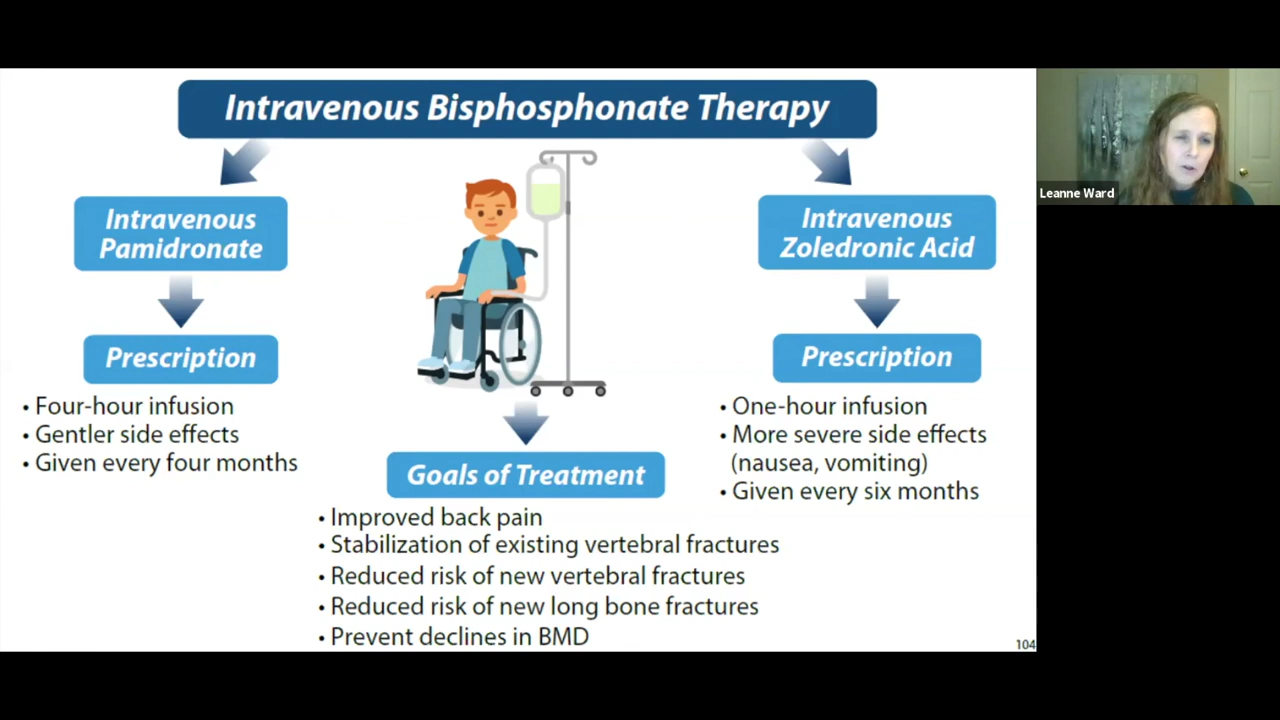 Intravenous Bisphosphonate Therapy
Intravenous
Pamidronate
Prescription
• Four-hour infusion
• Gentler side effects
• Given every four months
Intravenous
Zoledronic Acid
Prescription
• One-hour infusion
• More severe side effects
(nausea, vomiting)
• Given every six months
Goals of Treatment
• Improved back pain
• Stabilization of existing vertebral fractures
• Reduced risk of new vertebral fractures
• Reduced risk of new long bone fractures
• Prevent declines in BMD
104
Leanne Ward